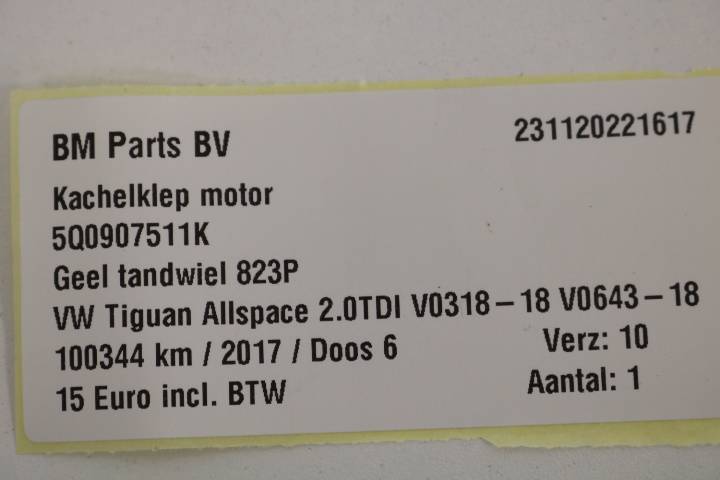 BM Parts BV 231120221617
Kachelklep motor
5Q0907511K
Geel tandwiel 823P
VW Tiguan Allspace 2.0TDI V0318-18 V0643-18
100344 km / 2017 / Doos 6 Verz: 10
15 Euro incl. BTW Aantal: 1